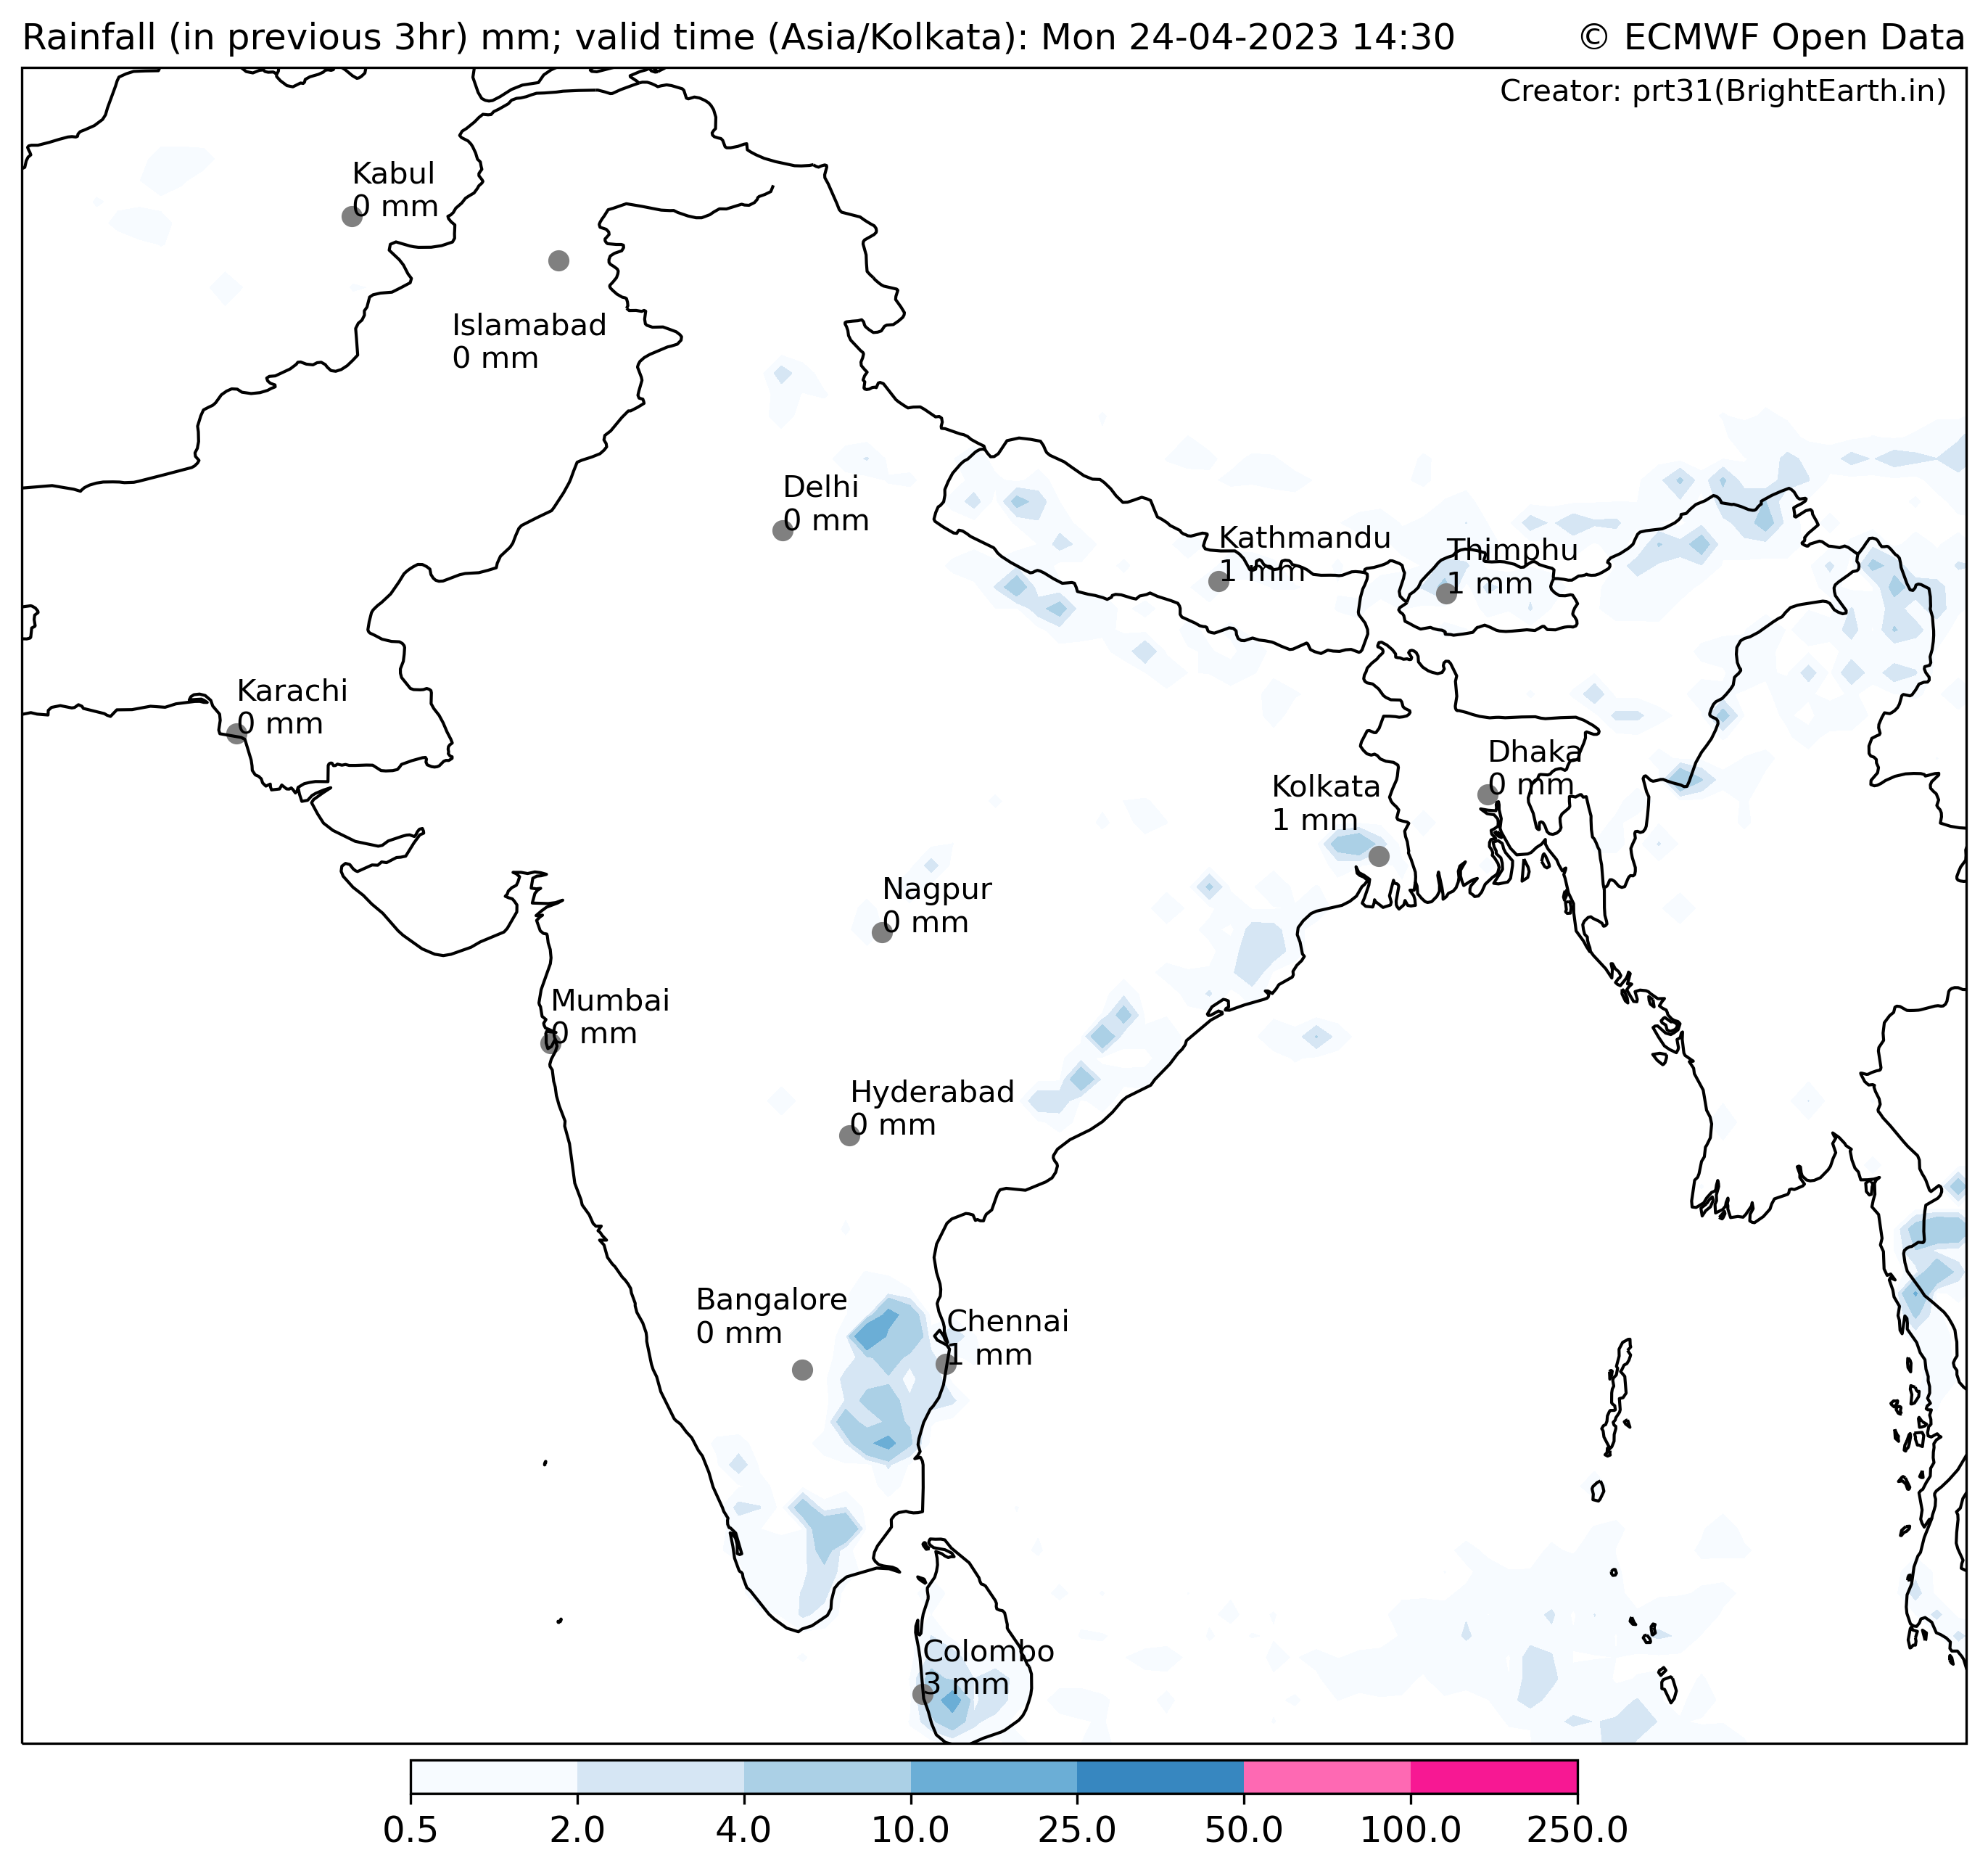 Rainfall (in previous 3hr) mm; valid time (Asia/Kolkata): Mon 24-04-2023 14:30
© ECMWF Open Data
Creator: prt31(BrightEarth.in)
Kabul
0 mm
Islamabad
0 mm
Delhi
0 mm
Kathmandu
1 mm
Thimphu
1 mm
Karachi
0 mm
Dhaka
0 mm
Kolkata
1 mm
Nagpur
0 mm
Mumbai
0 mm
Hyderabad
0 mm
Bangalore
0 mm
Chennai
1 mm
Colombo
3 mm
0.5 2.0 4.0 10.0 25.0 50.0 100.0 250.0